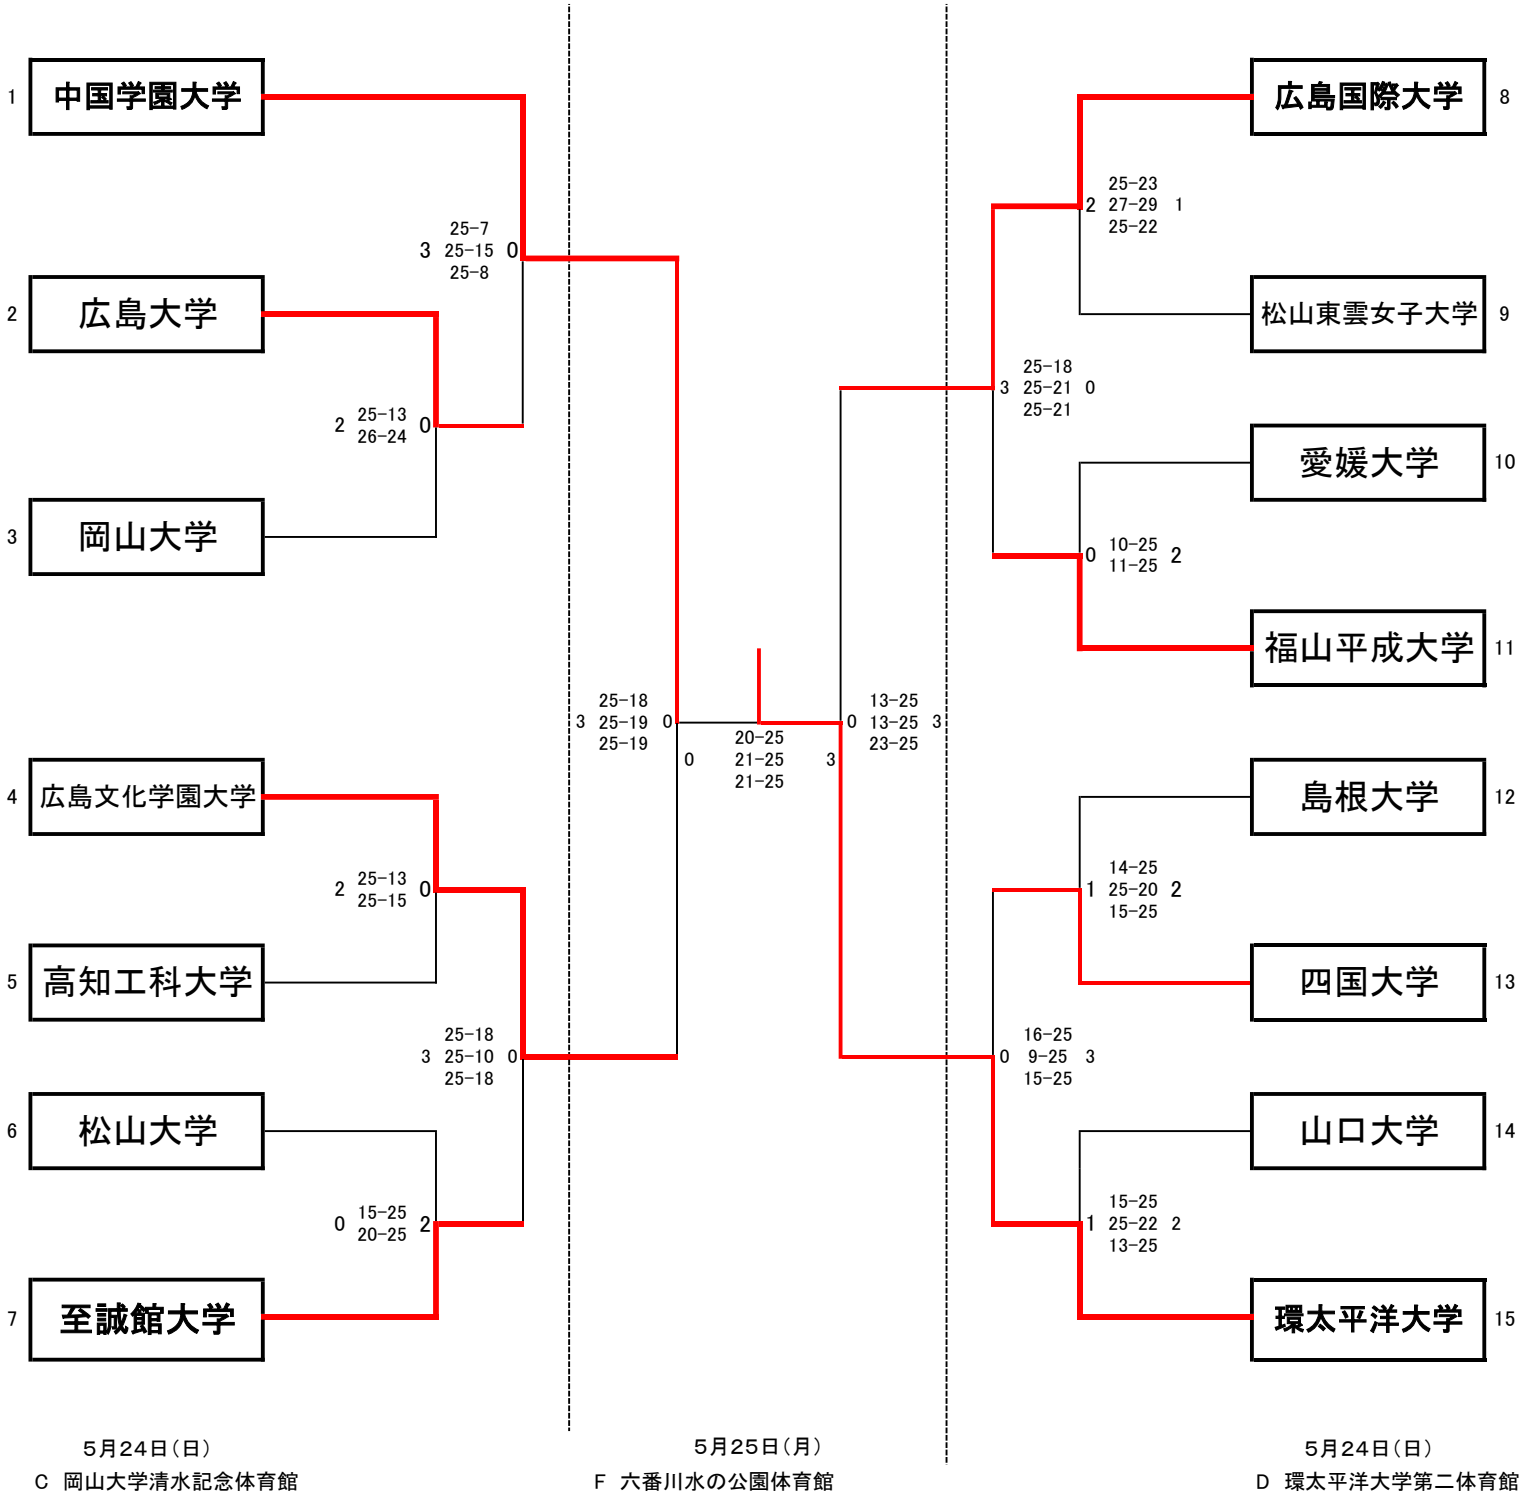 1 中国学園大学
25-7
3 25-15 0
25-8
2 広島大学
25-13
2 0
26-24
3 岡山大学
4 広島文化学園大学
25-13
2 0
25-15
5 高知工科大学
25-18
3 25-10 0
25-18
6 松山大学
15-25
0 2
20-25
7 至誠館大学
25-18
3 25-19 0
25-19
20-25
0 21-25 3
21-25
13-25
0 13-25 3
23-25
広島国際大学 8
25-23
2 27-29 1
25-22
松山東雲女子大学 9
25-18
3 25-21 0
25-21
愛媛大学 10
10-25
0 2
11-25
福山平成大学 11
島根大学 12
14-25
1 25-20 2
15-25
四国大学 13
16-25
0 9-25 3
15-25
山口大学 14
15-25
1 25-22 2
13-25
環太平洋大学 15
5月24日(日)
C 岡山大学清水記念体育館
5月25日(月)
F 六番川水の公園体育館
5月24日(日)
D 環太平洋大学第二体育館